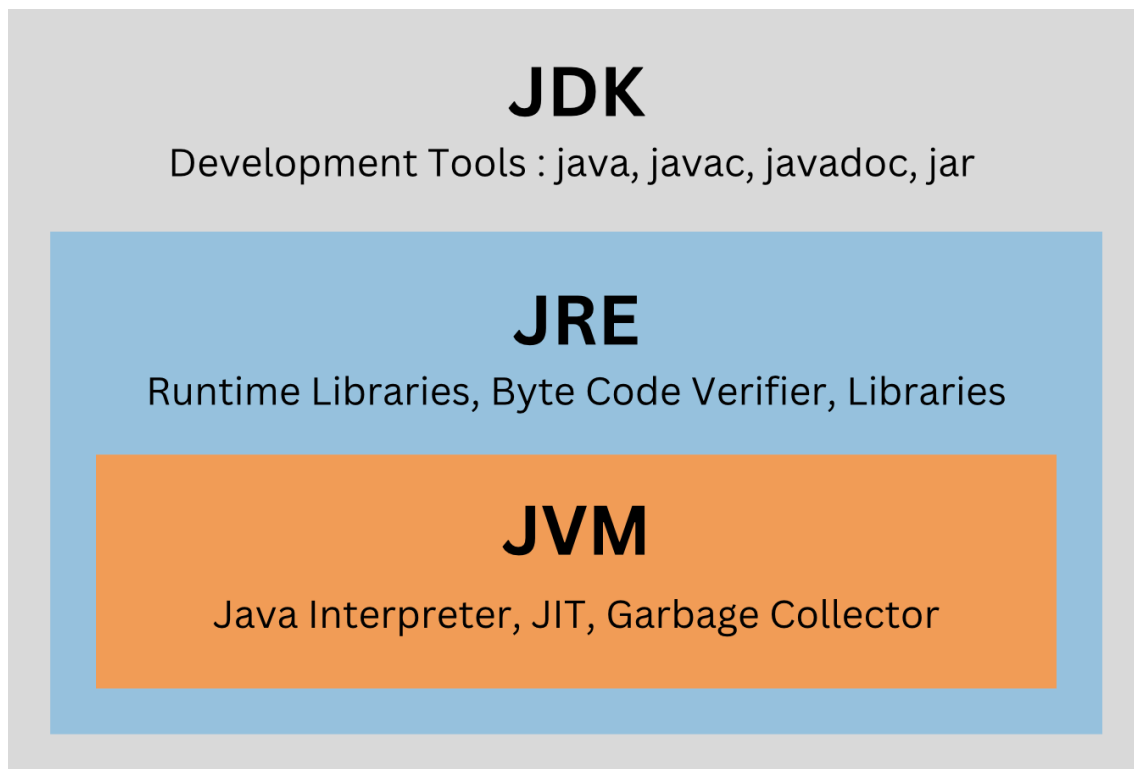 JDK
Development Tools : java, javac, javadoc, jar
JRE
Runtime Libraries, Byte Code Verifier, Libraries
JVM
Java Interpreter, JIT, Garbage Collector